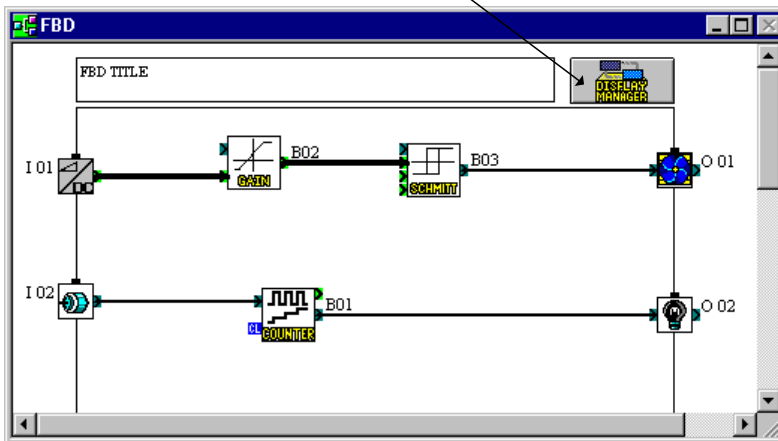 FBD
FBD TITLE
DISPLAY
MANAGER
I 01
DC
GAIN
B02
SCHMITT
B03
O 01
I 02
CL
COUNTER
B01
O 02